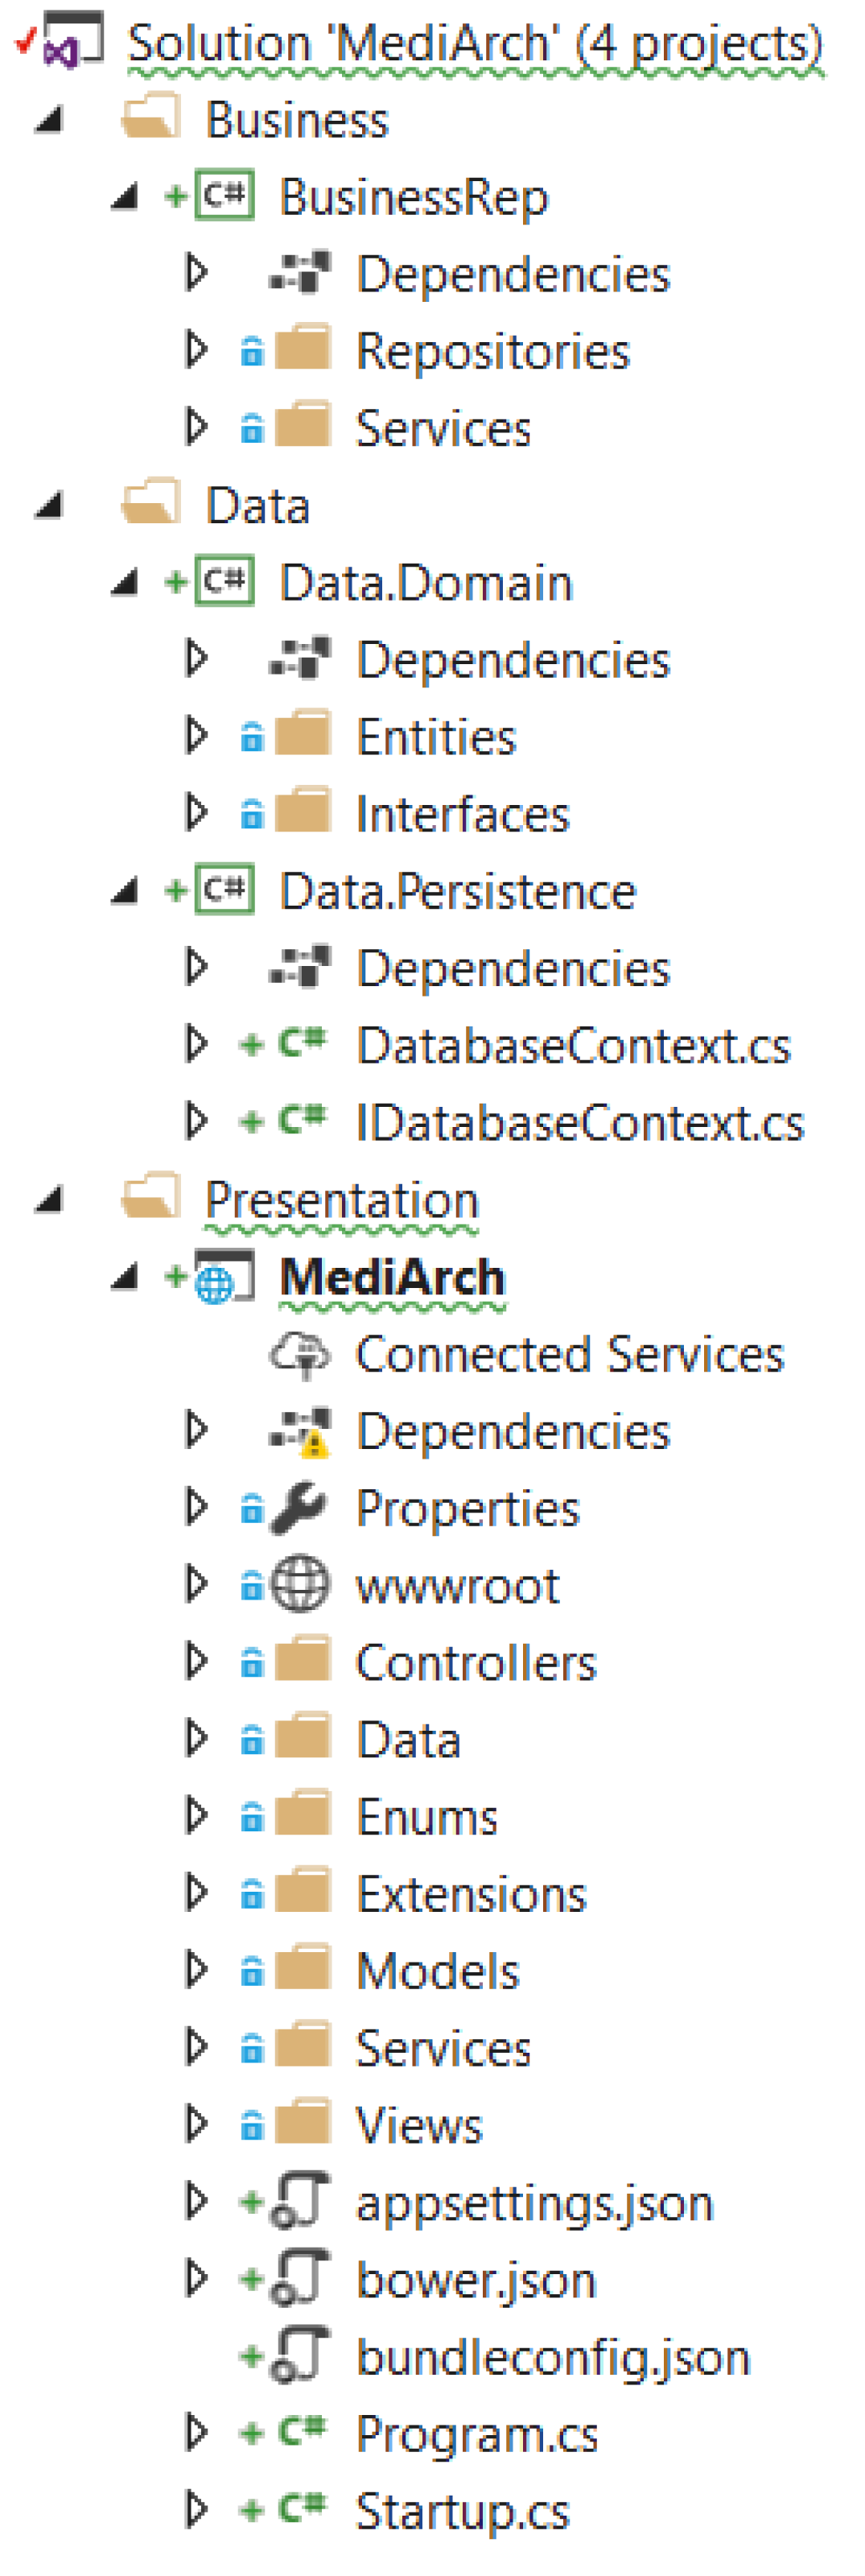 Solution 'MediArch' (4 projects)
Business
C# BusinessRep
Dependencies
Repositories
Services
Data
C# Data.Domain
Dependencies
Entities
Interfaces
C# Data.Persistence
Dependencies
C# DatabaseContext.cs
C# IDatabaseContext.cs
Presentation
MediArch
Connected Services
Dependencies
Properties
wwwroot
Controllers
Data
Enums
Extensions
Models
Services
Views
appsettings.json
bower.json
bundleconfig.json
C# Program.cs
C# Startup.cs